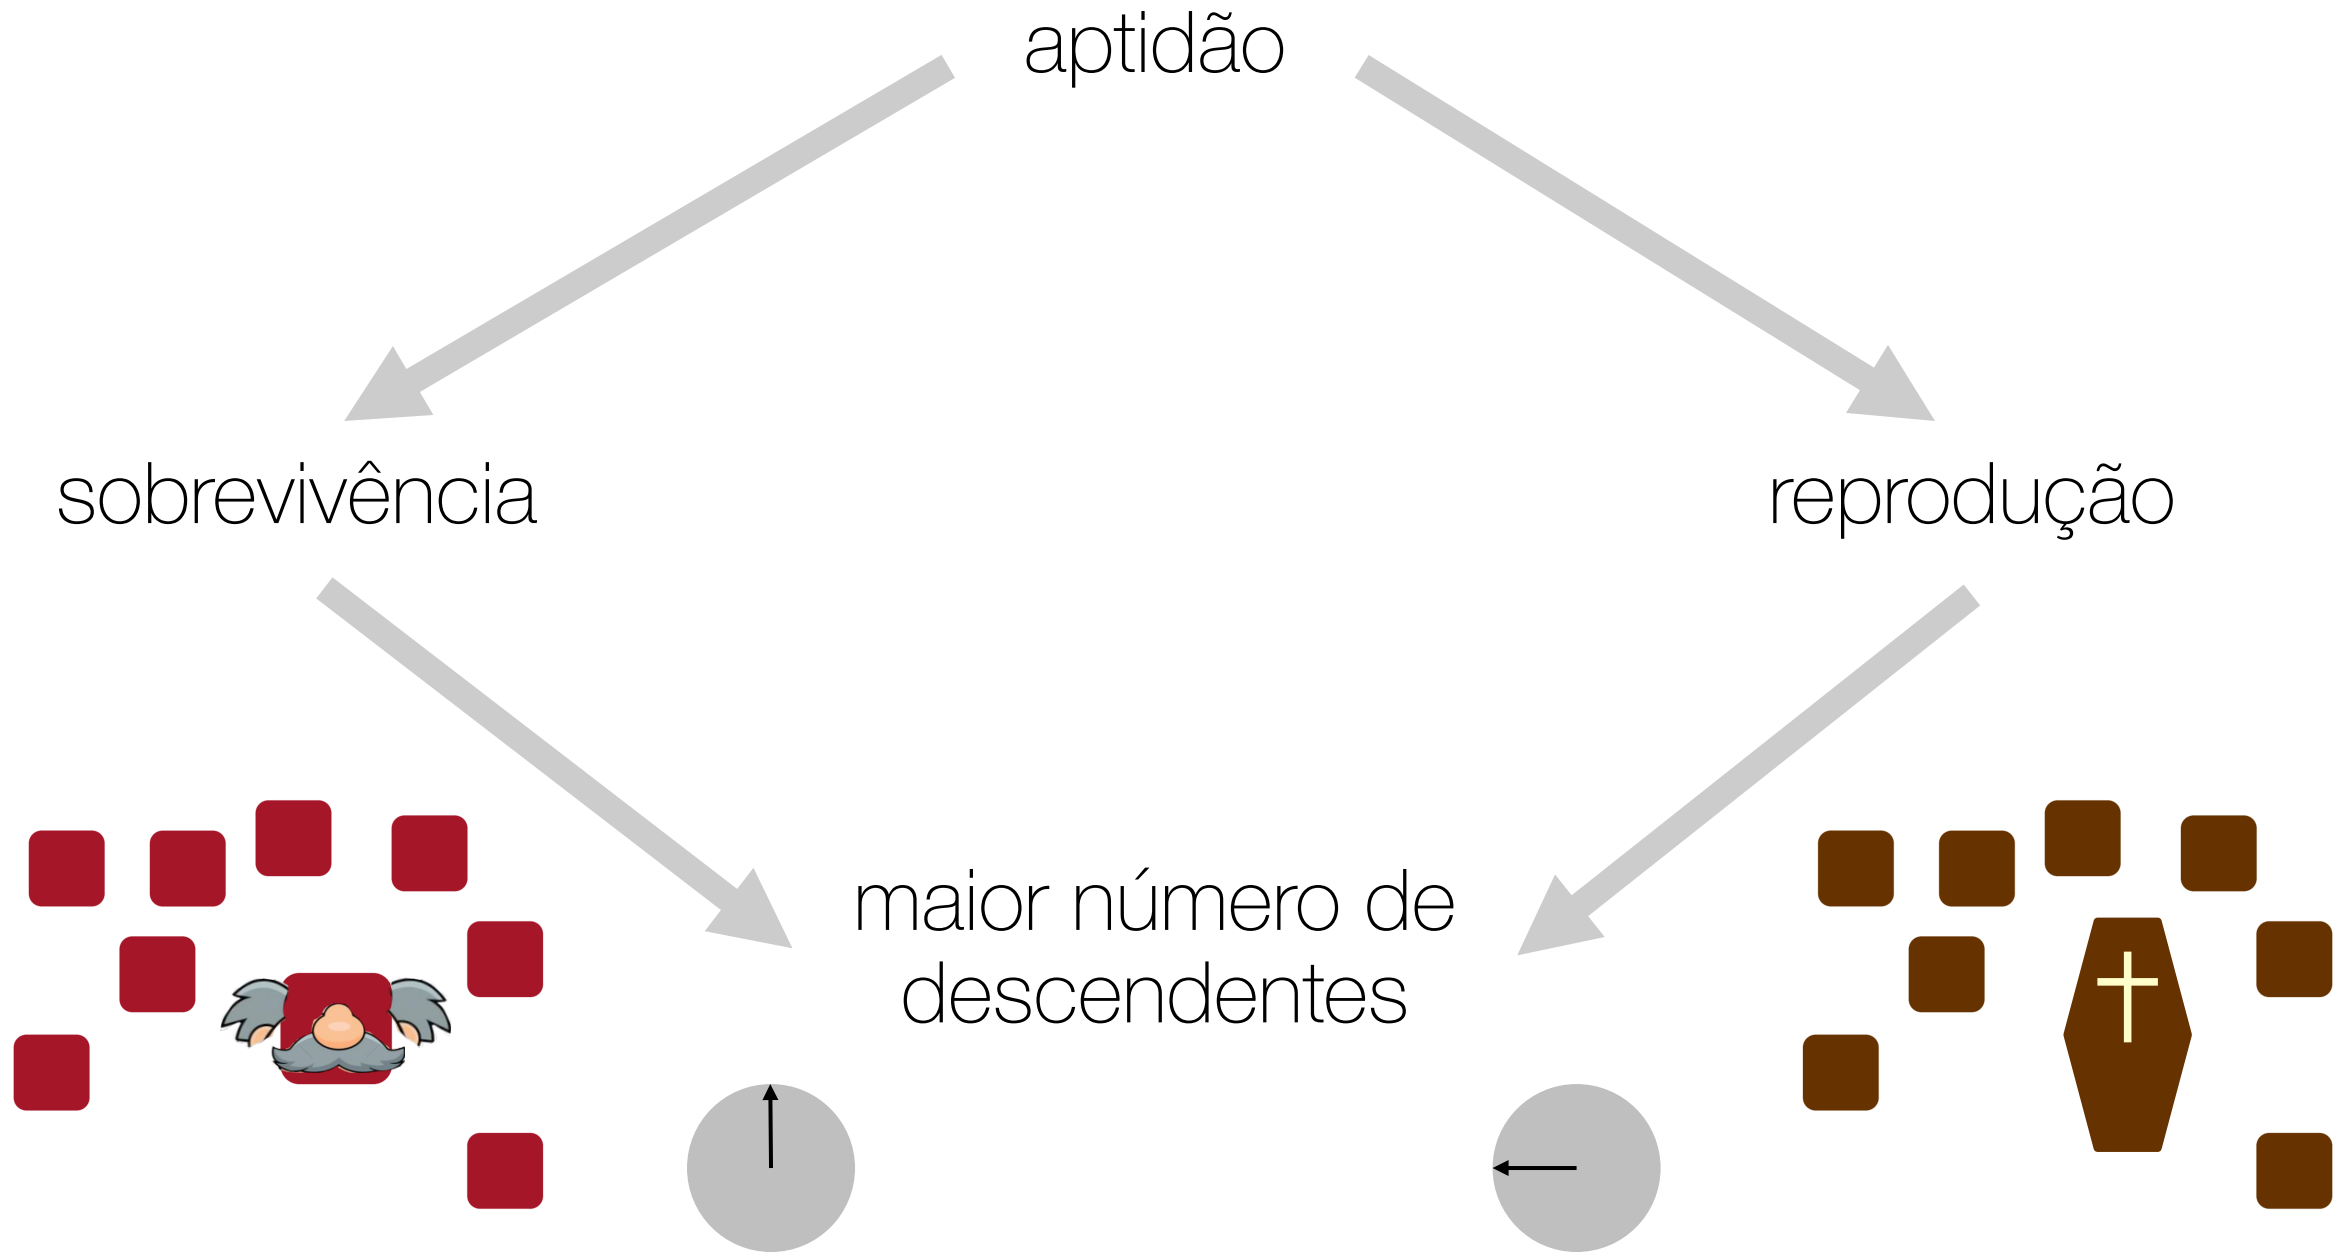 aptidão
sobrevivência
reprodução
maior número de
descendentes